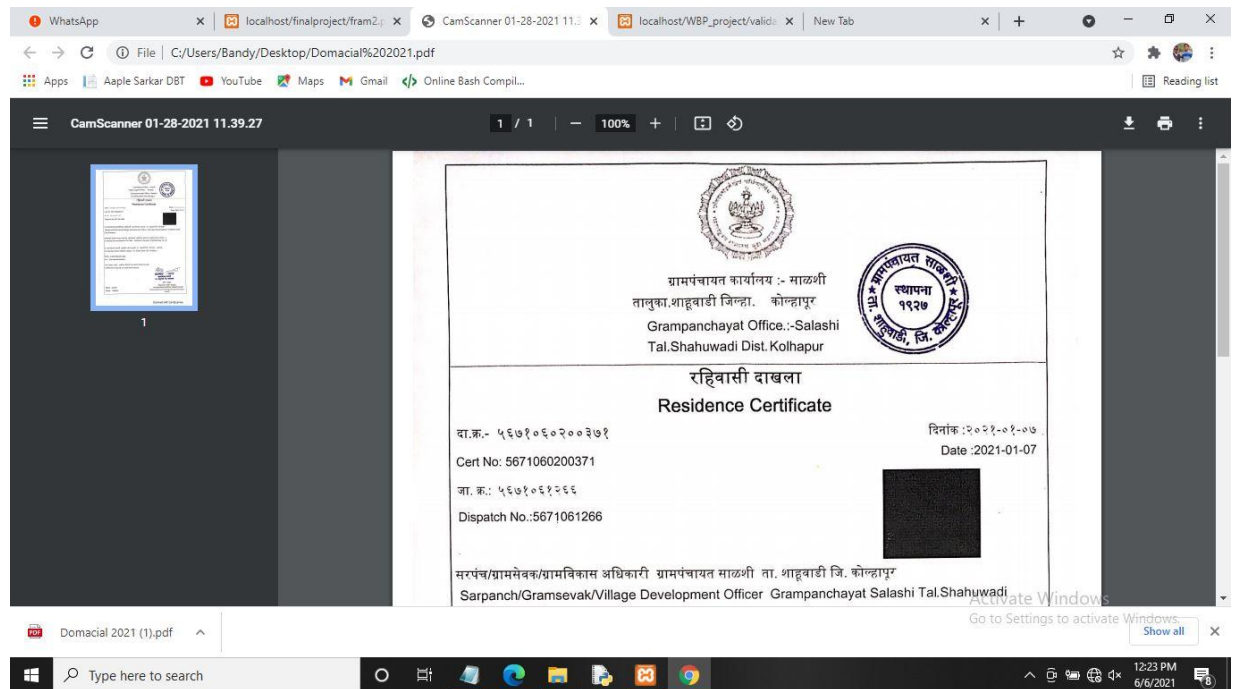 WhatsApp
localhost/finalproject/fram2.p
CamScanner 01-28-2021 11.3
localhost/WBP_project/valida
New Tab
File | C:/Users/Bandy/Desktop/Domacial%202021.pdf
Apps
Aaple Sarkar DBT
YouTube
Maps
Gmail
Online Bash Compil...
Reading list
CamScanner 01-28-2021 11.39.27
1 / 1
100%
1
ग्रामपंचायत कार्यालय :- साळशी
तालुका.शाहूवाडी जिल्हा. कोल्हापूर
Grampanchayat Office.:-Salashi
Tal.Shahuwadi Dist.Kolhapur
ग्रामपंचायत साळशी
स्थापना
१९२७
ता. शाहुवाडी, जि. कोल्हापूर
रहिवासी दाखला
Residence Certificate
दा.क्र.- ५६७१०६०२००३७१
दिनांक :२०२१-०१-०७
Cert No: 5671060200371
Date :2021-01-07
जा. क्र.: ५६७१०६१२६६
Dispatch No.:5671061266
सरपंच/ग्रामसेवक/ग्रामविकास अधिकारी ग्रामपंचायत साळशी ता. शाहूवाडी जि. कोल्हापूर
Sarpanch/Gramsevak/Village Development Officer Grampanchayat Salashi Tal.Shahuwadi
Activate Windows
Go to Settings to activate Windows.
Domacial 2021 (1).pdf
Show all
Type here to search
12:23 PM
6/6/2021
8